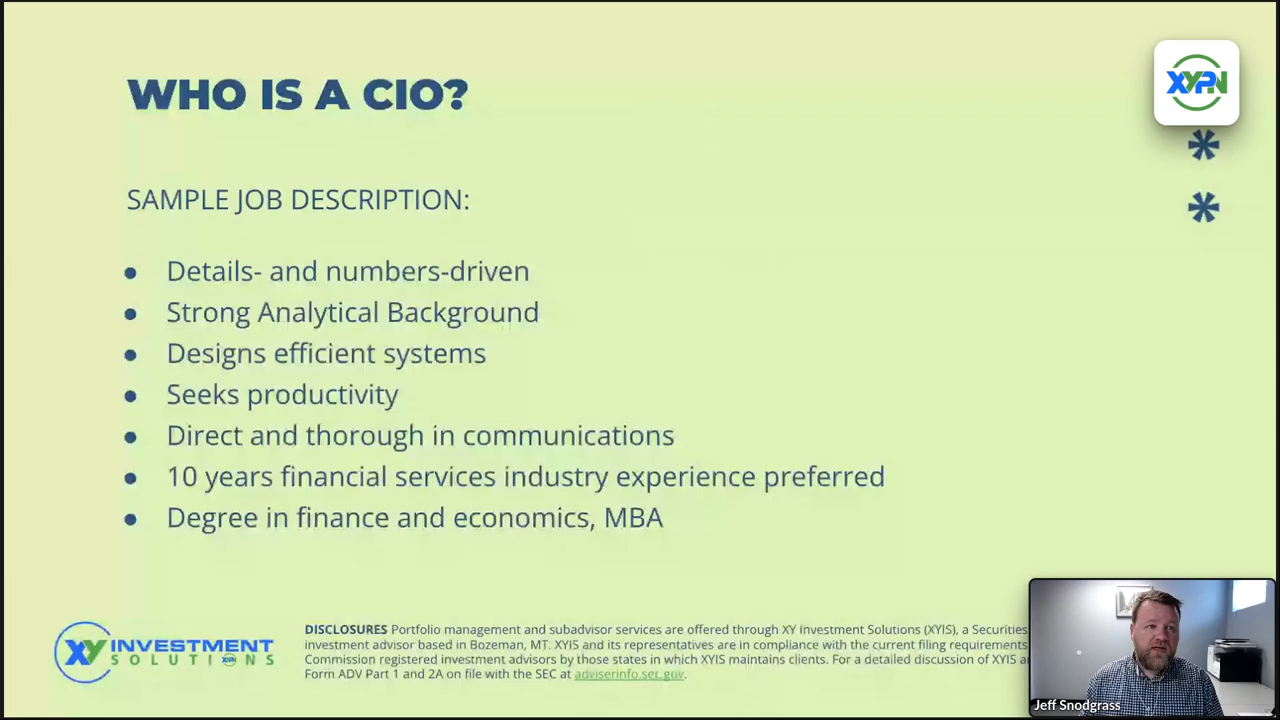 WHO IS A CIO?
XYPN
SAMPLE JOB DESCRIPTION:
● Details- and numbers-driven
● Strong Analytical Background
● Designs efficient systems
● Seeks productivity
● Direct and thorough in communications
● 10 years financial services industry experience preferred
● Degree in finance and economics, MBA
XY INVESTMENT
SOLUTIONS
DISCLOSURES Portfolio management and subadvisor services are offered through XY Investment Solutions (XYIS), a Securities
investment advisor based in Bozeman, MT. XYIS and its representatives are in compliance with the current filing requirements
Commission registered investment advisors by those states in which XYIS maintains clients. For a detailed discussion of XYIS
Form ADV Part 1 and 2A on file with the SEC at adviserinfo.sec.gov.
Jeff Snodgrass